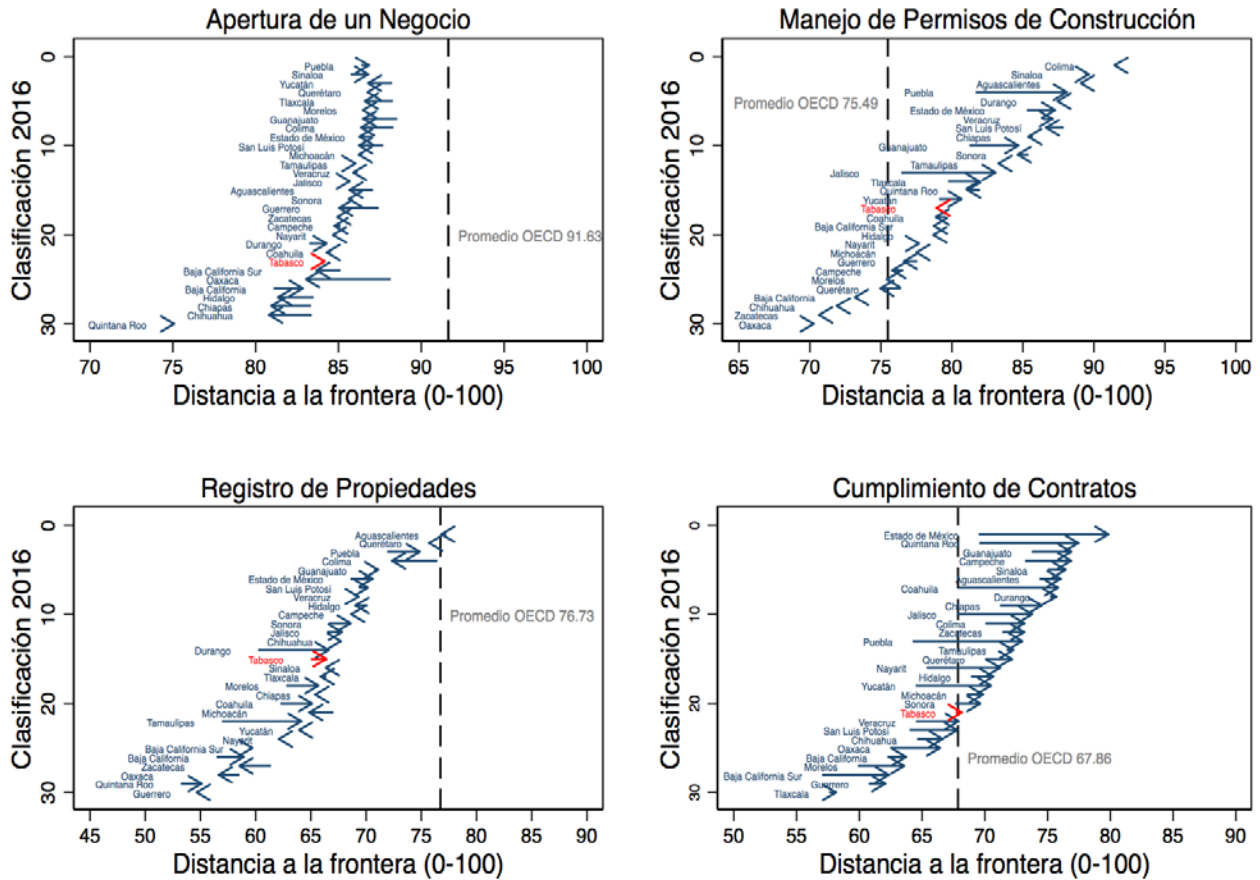 Apertura de un Negocio
Clasificación 2016
0
10
20
30
Puebla
Sinaloa
Yucatán
Querétaro
Tlaxcala
Morelos
Guanajuato
Colima
Estado de México
San Luis Potosí
Michoacán
Tamaulipas
Veracruz
Jalisco
Aguascalientes
Sonora
Guerrero
Zacatecas
Campeche
Nayarit
Durango
Coahuila
Tabasco
Baja California Sur
Oaxaca
Baja California
Hidalgo
Chiapas
Chihuahua
Quintana Roo
Promedio OECD 91.63
70 75 80 85 90 95 100
Distancia a la frontera (0-100)
Manejo de Permisos de Construcción
Clasificación 2016
0
10
20
30
Promedio OECD 75.49
Colima
Sinaloa
Aguascalientes
Puebla
Durango
Estado de México
Veracruz
San Luis Potosí
Chiapas
Guanajuato
Sonora
Tamaulipas
Jalisco
Tlaxcala
Quintana Roo
Yucatán
Tabasco
Coahuila
Baja California Sur
Hidalgo
Nayarit
Michoacán
Guerrero
Campeche
Morelos
Querétaro
Baja California
Chihuahua
Zacatecas
Oaxaca
65 70 75 80 85 90 95 100
Distancia a la frontera (0-100)
Registro de Propiedades
Clasificación 2016
0
10
20
30
Aguascalientes
Querétaro
Puebla
Colima
Guanajuato
Estado de México
San Luis Potosí
Veracruz
Hidalgo
Campeche
Sonora
Jalisco
Chihuahua
Durango
Tabasco
Sinaloa
Tlaxcala
Morelos
Chiapas
Coahuila
Michoacán
Tamaulipas
Yucatán
Nayarit
Baja California Sur
Baja California
Zacatecas
Oaxaca
Quintana Roo
Guerrero
Promedio OECD 76.73
45 50 55 60 65 70 75 80 85 90
Distancia a la frontera (0-100)
Cumplimiento de Contratos
Clasificación 2016
0
10
20
30
Estado de México
Quintana Roo
Guanajuato
Campeche
Sinaloa
Aguascalientes
Coahuila
Durango
Chiapas
Jalisco
Colima
Zacatecas
Puebla
Tamaulipas
Querétaro
Nayarit
Hidalgo
Yucatán
Michoacán
Sonora
Tabasco
Veracruz
San Luis Potosí
Chihuahua
Oaxaca
Baja California
Morelos
Baja California Sur
Guerrero
Tlaxcala
Promedio OECD 67.86
50 55 60 65 70 75 80 85 90
Distancia a la frontera (0-100)